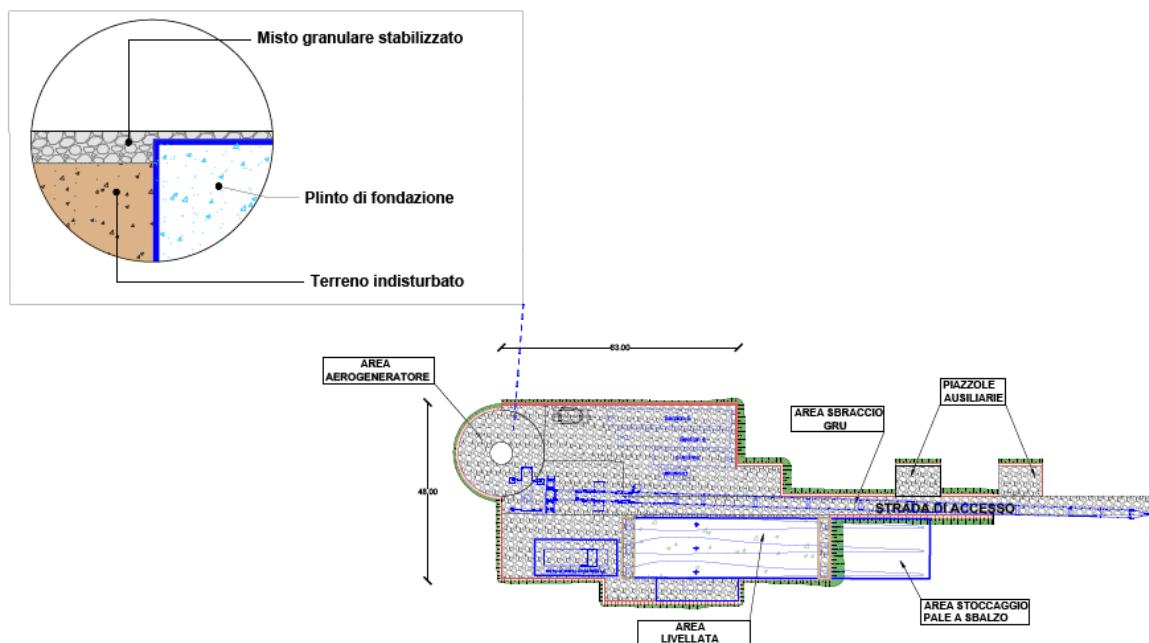 Misto granulare stabilizzato
Plinto di fondazione
Terreno indisturbato
63.00
AREA
AEROGENERATORE
PIAZZOLE
AUSILIARIE
AREA SBRACCIO
GRU
48.00
STRADA DI ACCESSO
AREA STOCCAGGIO
PALE A SBALZO
AREA
LIVELLATA